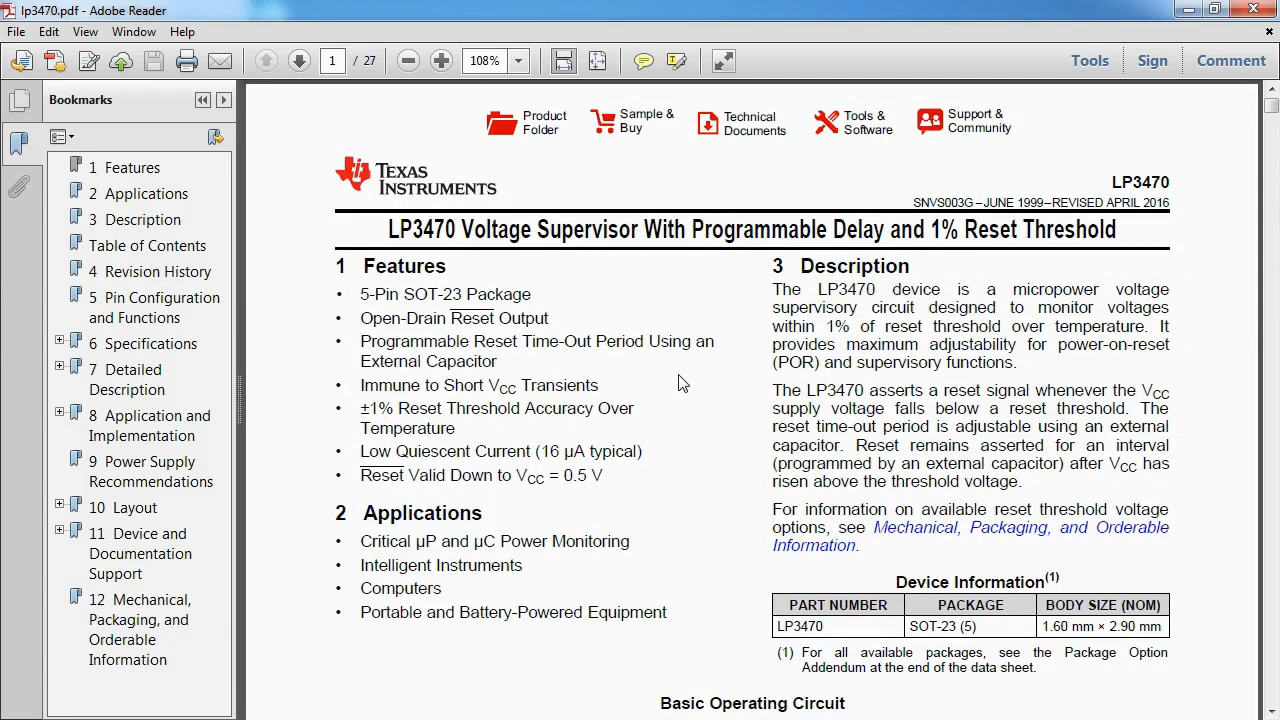 lp3470.pdf - Adobe Reader
File Edit View Window Help
1 / 27 108% Tools Sign Comment
Bookmarks
1 Features
2 Applications
3 Description
Table of Contents
4 Revision History
5 Pin Configuration
and Functions
6 Specifications
7 Detailed
Description
8 Application and
Implementation
9 Power Supply
Recommendations
10 Layout
11 Device and
Documentation
Support
12 Mechanical,
Packaging, and
Orderable
Information
Product
Folder
Sample &
Buy
Technical
Documents
Tools &
Software
Support &
Community
TEXAS
INSTRUMENTS
LP3470
SNVS003G – JUNE 1999 – REVISED APRIL 2016
LP3470 Voltage Supervisor With Programmable Delay and 1% Reset Threshold
1 Features
• 5-Pin SOT-23 Package
• Open-Drain Reset Output
• Programmable Reset Time-Out Period Using an
External Capacitor
• Immune to Short VCC Transients
• ±1% Reset Threshold Accuracy Over
Temperature
• Low Quiescent Current (16 µA typical)
• Reset Valid Down to VCC = 0.5 V
2 Applications
• Critical µP and µC Power Monitoring
• Intelligent Instruments
• Computers
• Portable and Battery-Powered Equipment
3 Description
The LP3470 device is a micropower voltage
supervisory circuit designed to monitor voltages
within 1% of reset threshold over temperature. It
provides maximum adjustability for power-on-reset
(POR) and supervisory functions.
The LP3470 asserts a reset signal whenever the VCC
supply voltage falls below a reset threshold. The
reset time-out period is adjustable using an external
capacitor. Reset remains asserted for an interval
(programmed by an external capacitor) after VCC has
risen above the threshold voltage.
For information on available reset threshold voltage
options, see Mechanical, Packaging, and Orderable
Information.
Device Information(1)
PART NUMBER PACKAGE BODY SIZE (NOM)
LP3470 SOT-23 (5) 1.60 mm × 2.90 mm
(1) For all available packages, see the Package Option
Addendum at the end of the data sheet.
Basic Operating Circuit